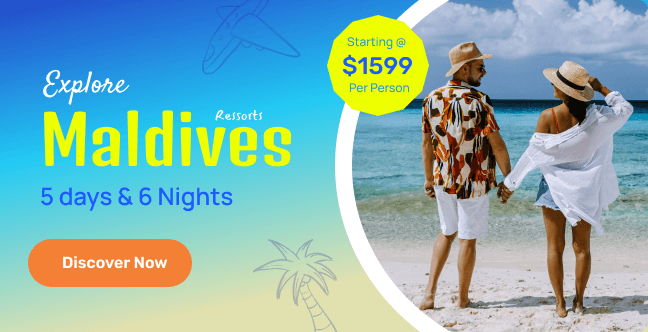 Explore
Ressorts
Maldives
5 days & 6 Nights
Discover Now
Starting @
$1599
Per Person